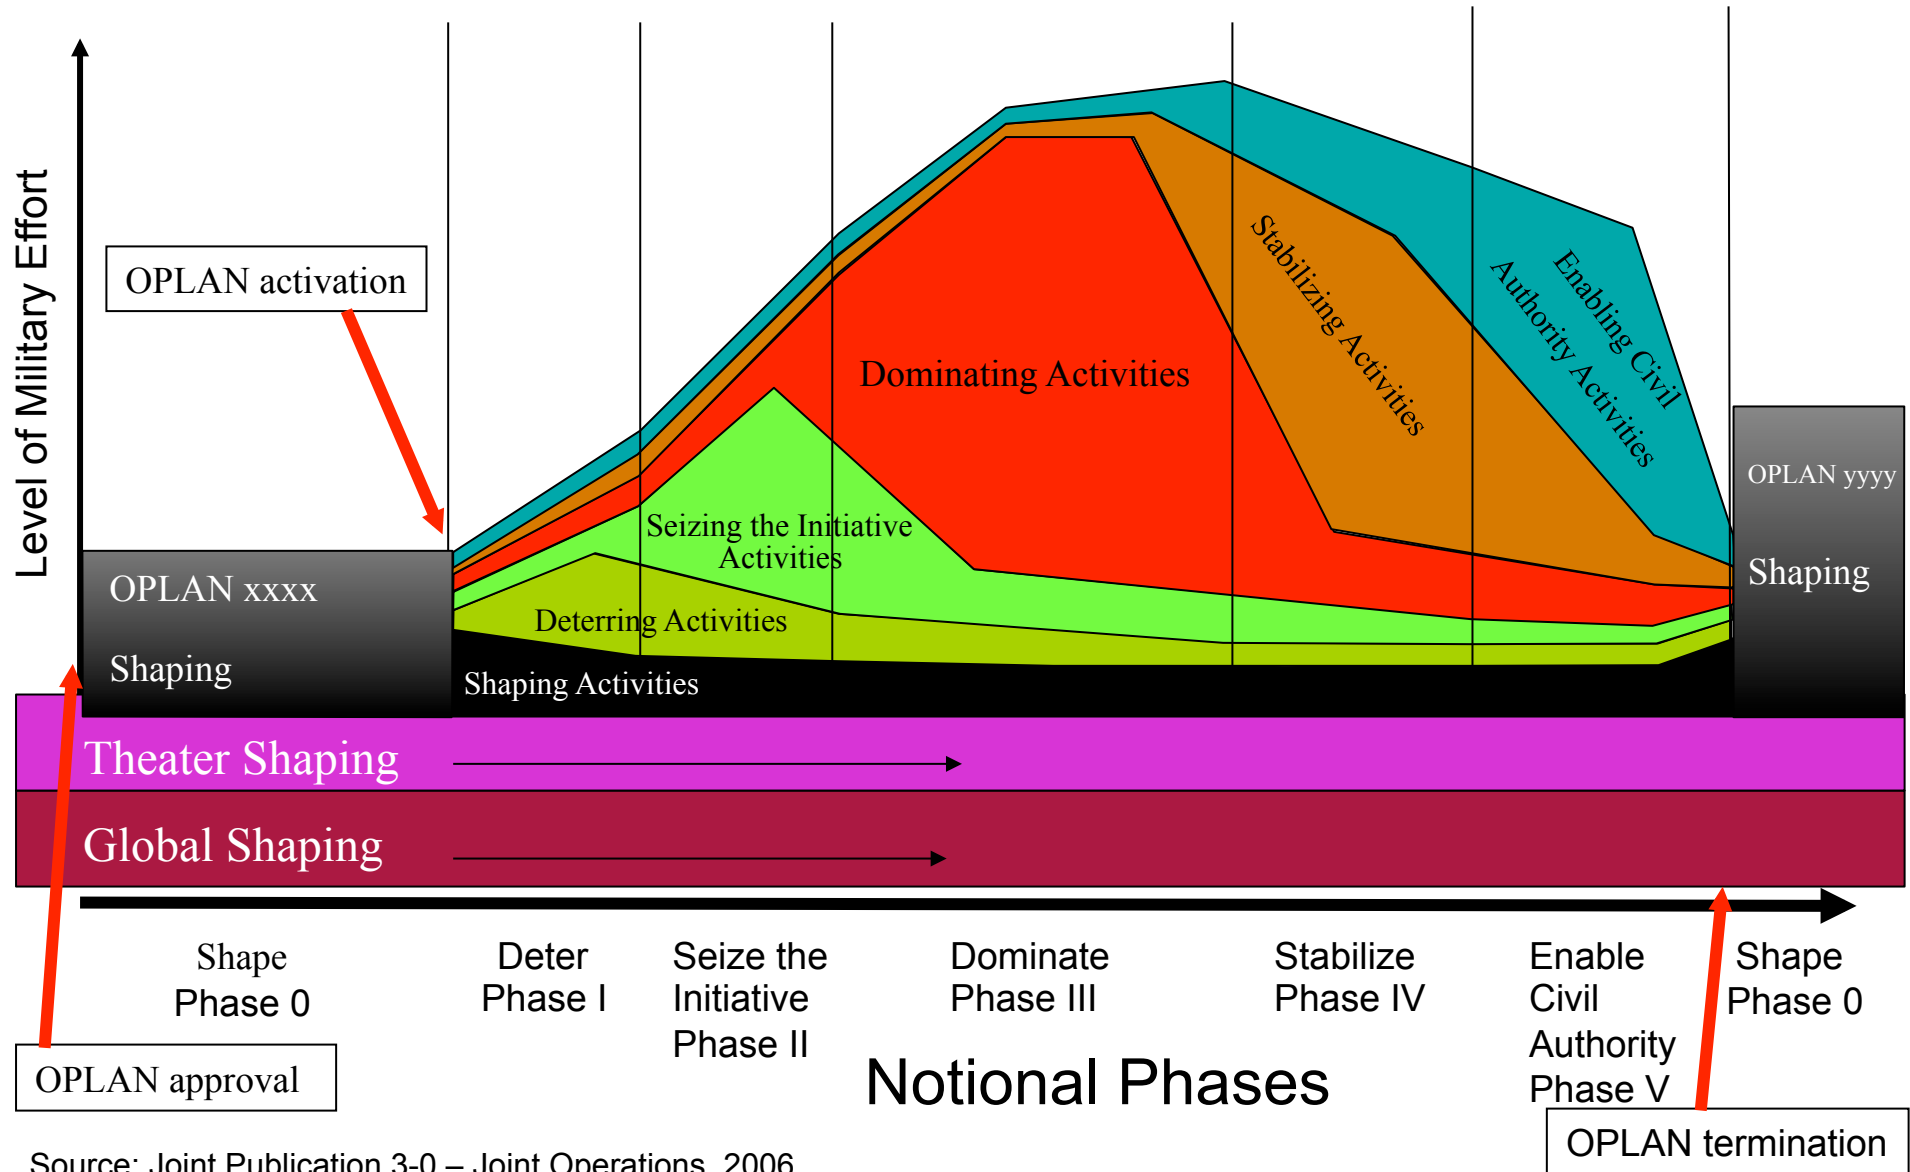 Level of Military Effort
OPLAN activation
OPLAN xxxx
Shaping
Dominating Activities
Seizing the Initiative
Activities
Deterring Activities
Shaping Activities
Stabilizing Activities
Enabling Civil
Authority Activities
OPLAN yyyy
Shaping
Theater Shaping
Global Shaping
Shape
Phase 0
Deter
Phase I
Seize the
Initiative
Phase II
Dominate
Phase III
Stabilize
Phase IV
Enable
Civil
Authority
Phase V
Shape
Phase 0
OPLAN approval
Notional Phases
OPLAN termination
Source: Joint Publication 3-0 – Joint Operations, 2006